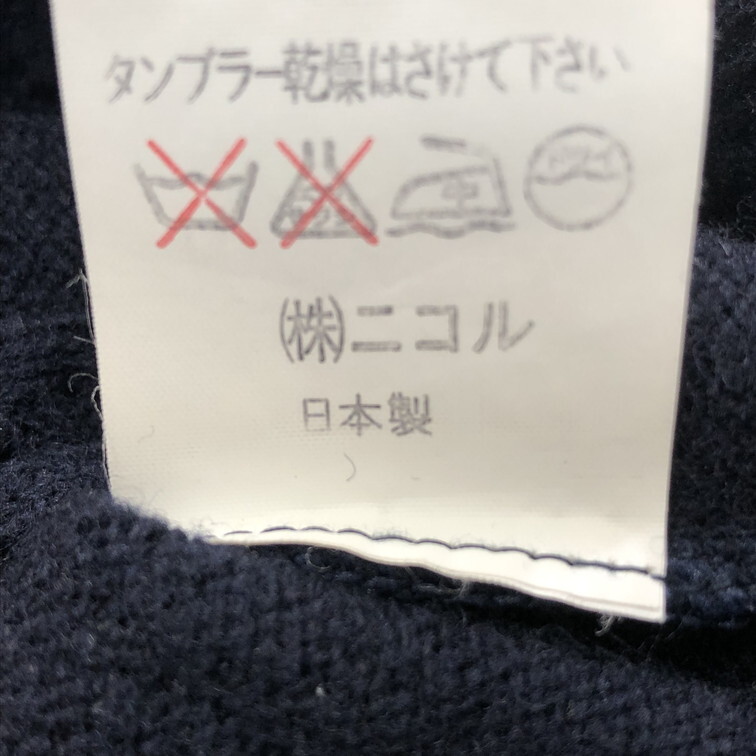 タンブラー乾燥はさけて下さい
中 ドライ
㈱ニコル
日本製